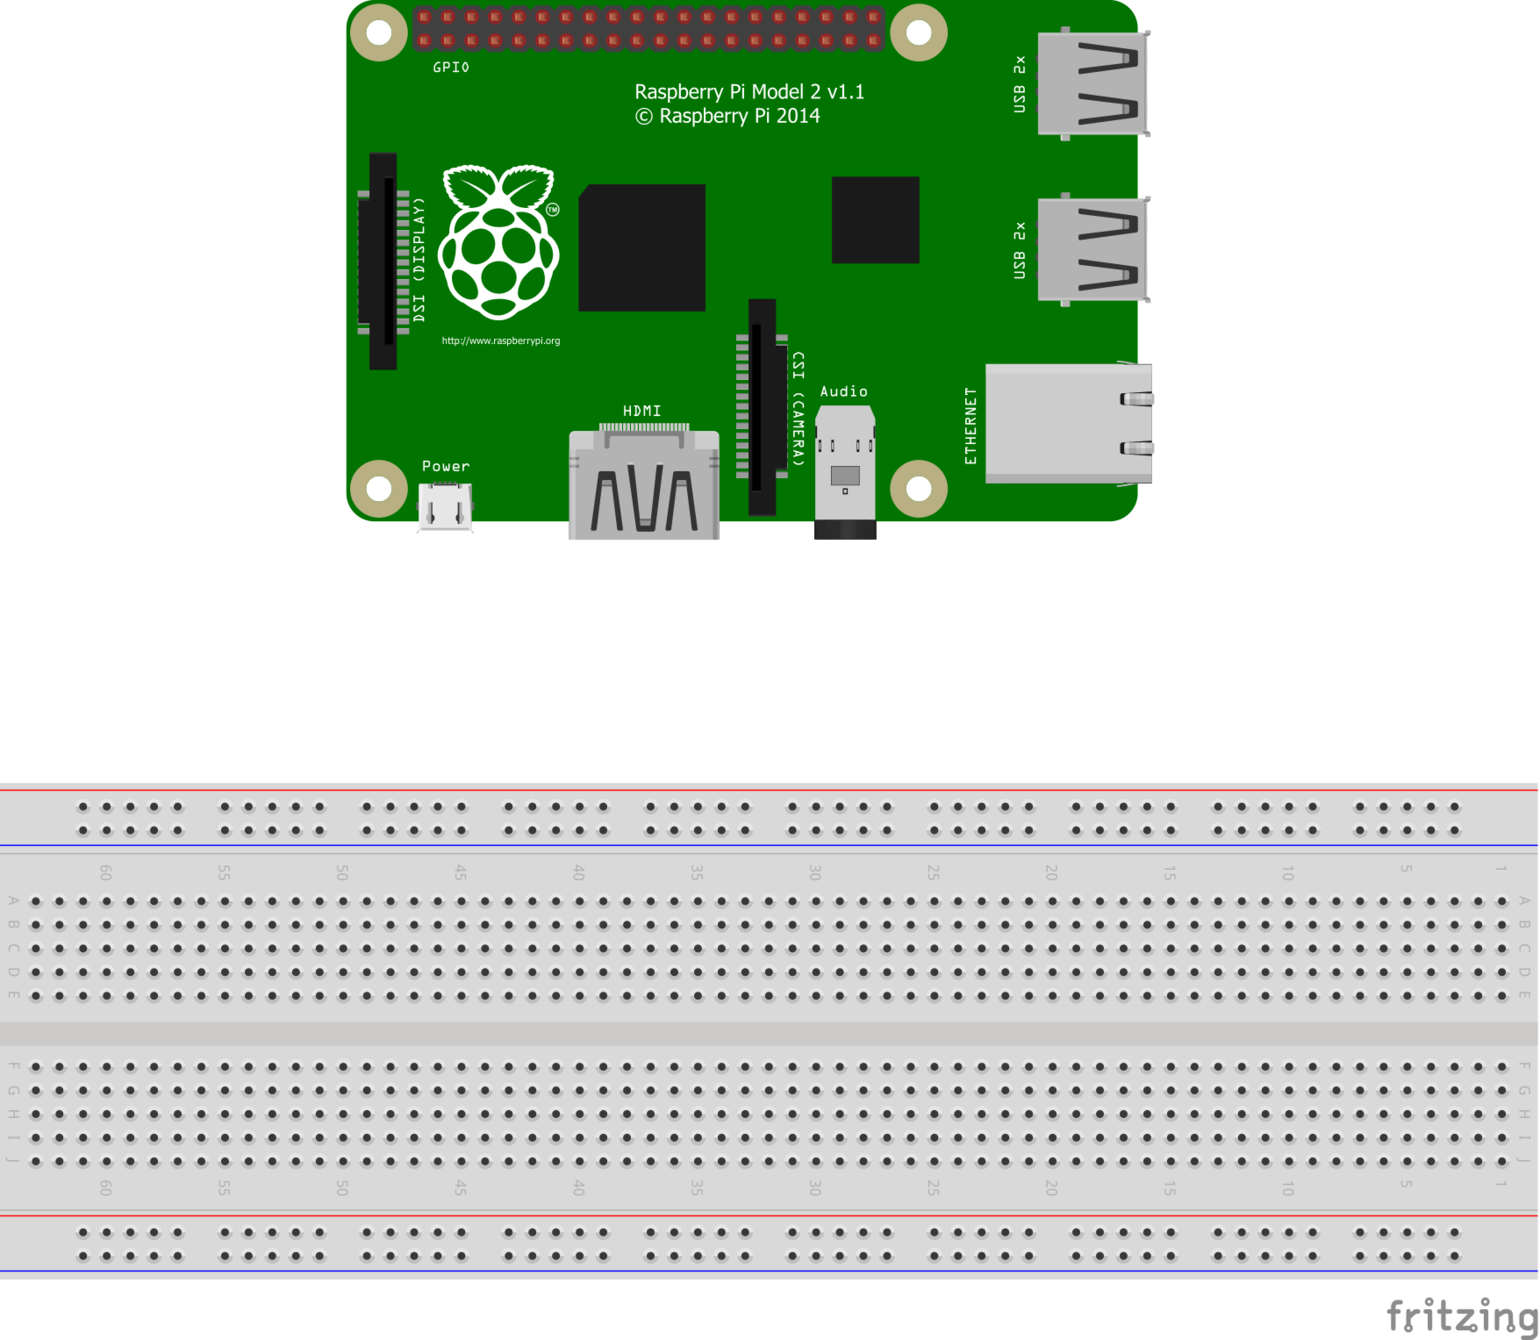 GPIO
Raspberry Pi Model 2 v1.1
© Raspberry Pi 2014
USB 2x
USB 2x
DSI (DISPLAY)
TM
http://www.raspberrypi.org
HDMI
CSI (CAMERA)
Audio
ETHERNET
Power
60 55 50 45 40 35 30 25 20 15 10 5 1
A A
B B
C C
D D
E E
F F
G G
H H
I I
J J
60 55 50 45 40 35 30 25 20 15 10 5 1
fritzing